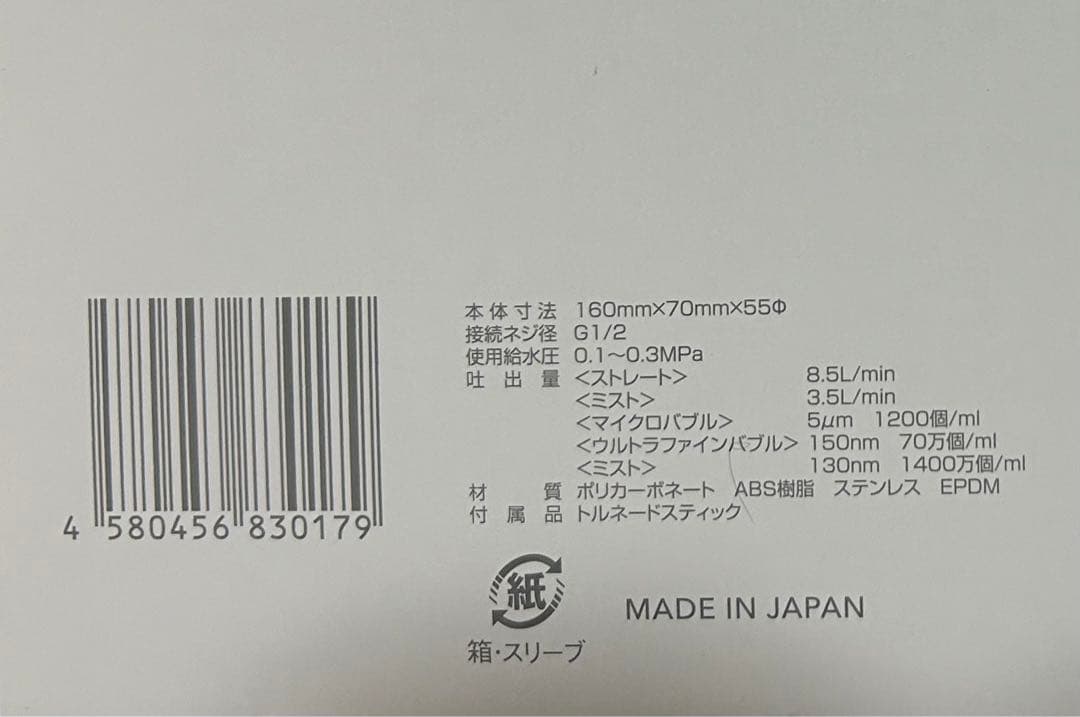 本体寸法 160mm×70mm×55Φ
接続ネジ径 G1/2
使用給水圧 0.1〜0.3MPa
吐出量 <ストレート> 8.5L/min
<ミスト> 3.5L/min
<マイクロバブル> 5μm 1200個/ml
<ウルトラファインバブル> 150nm 70万個/ml
<ミスト> 130nm 1400万個/ml
材質 ポリカーボネート ABS樹脂 ステンレス EPDM
付属品 トルネードスティック
4 580456 830179
紙
箱・スリーブ
MADE IN JAPAN